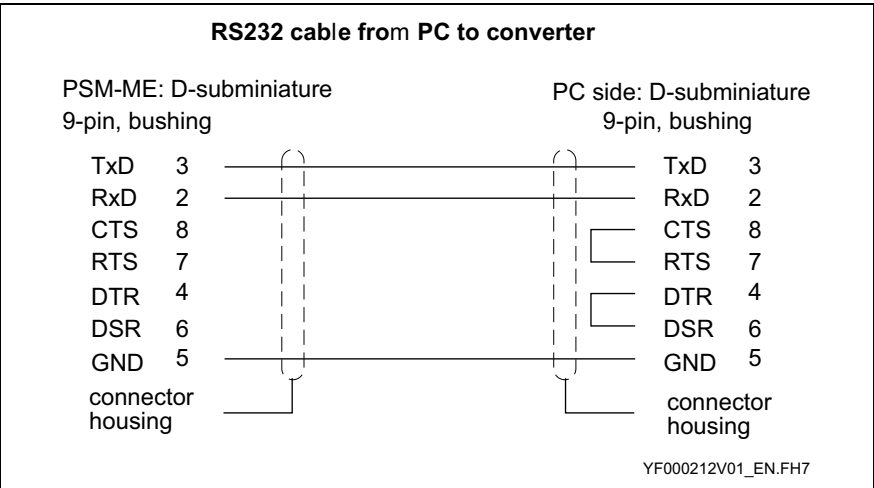 RS232 cable from PC to converter
PSM-ME: D-subminiature
9-pin, bushing
PC side: D-subminiature
9-pin, bushing
TxD 3
RxD 2
CTS 8
RTS 7
DTR 4
DSR 6
GND 5
connector
housing
TxD 3
RxD 2
CTS 8
RTS 7
DTR 4
DSR 6
GND 5
connector
housing
YF000212V01_EN.FH7